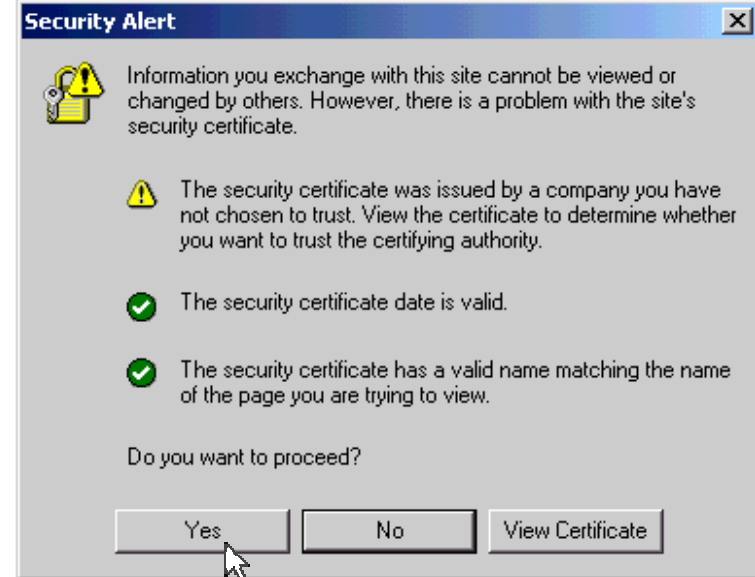 Security Alert
Information you exchange with this site cannot be viewed or
changed by others. However, there is a problem with the site's
security certificate.
The security certificate was issued by a company you have
not chosen to trust. View the certificate to determine whether
you want to trust the certifying authority.
The security certificate date is valid.
The security certificate has a valid name matching the name
of the page you are trying to view.
Do you want to proceed?
Yes
No
View Certificate